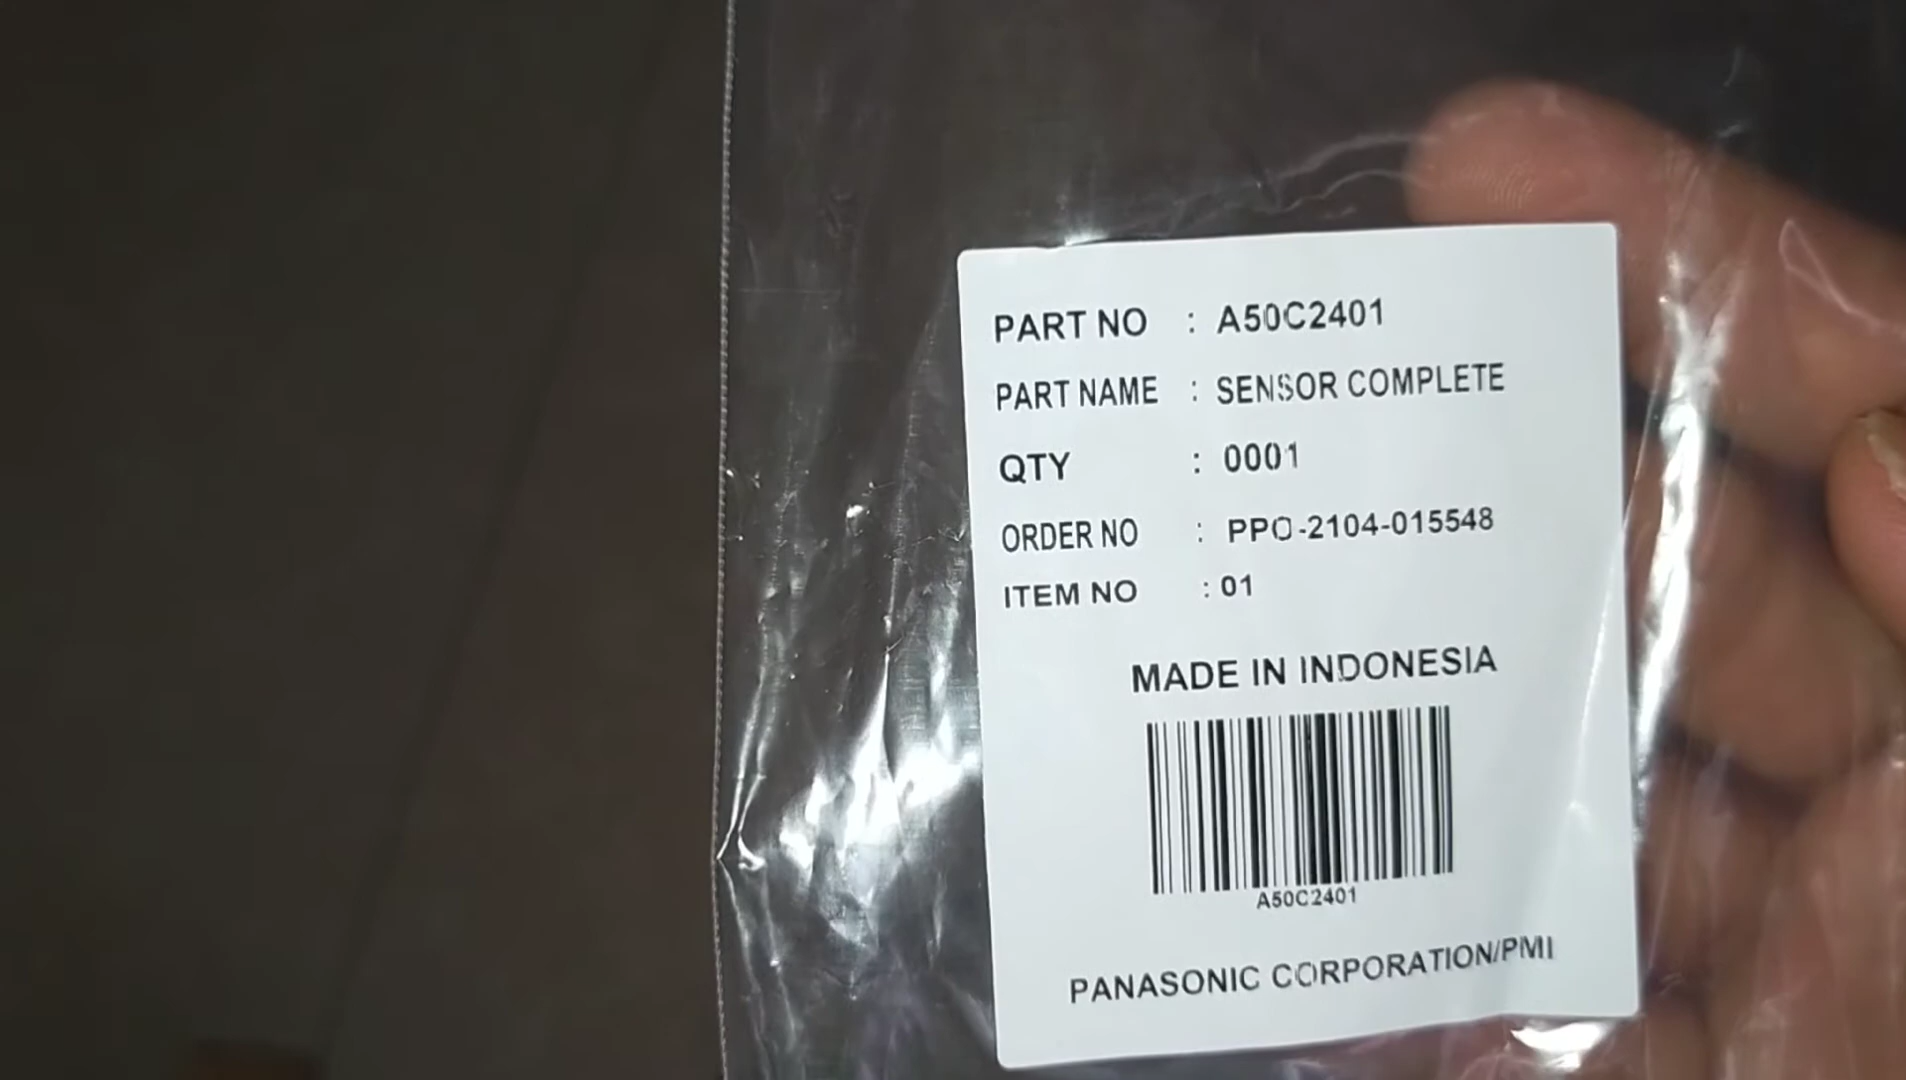 PART NO : A50C2401
PART NAME : SENSOR COMPLETE
QTY : 0001
ORDER NO : PPO-2104-015548
ITEM NO : 01
MADE IN INDONESIA
A50C2401
PANASONIC CORPORATION/PMI